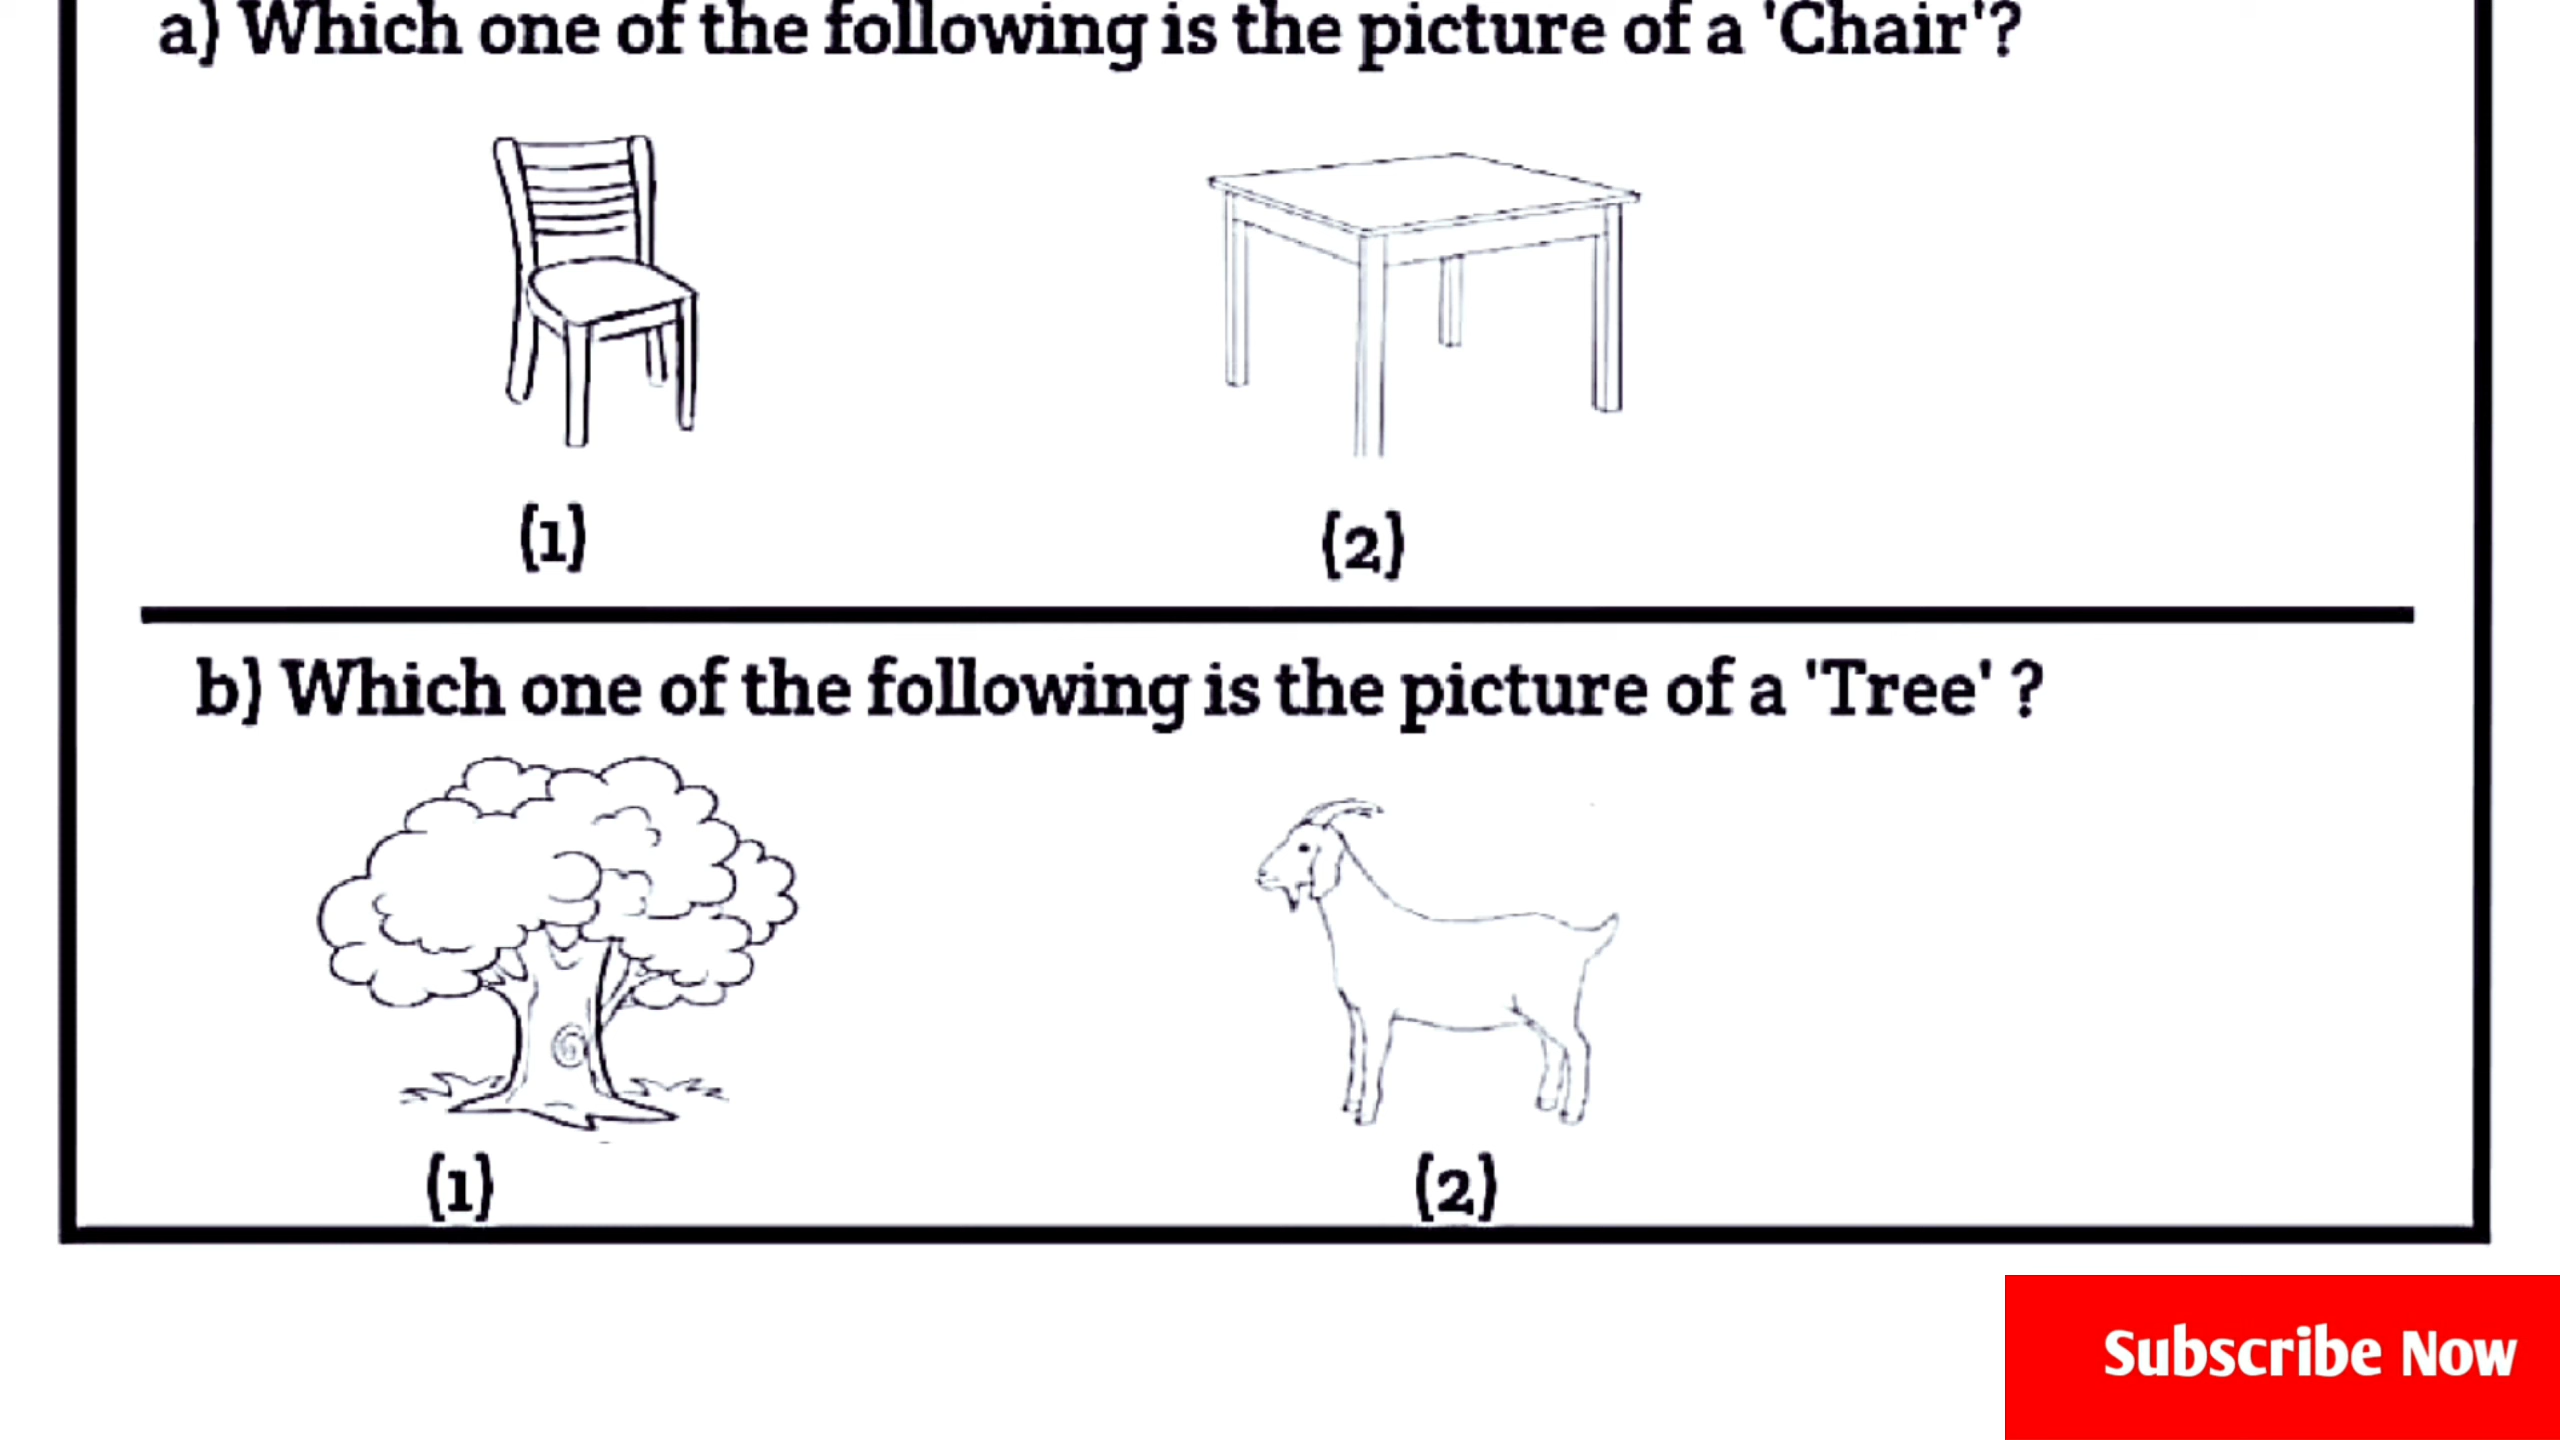 a) Which one of the following is the picture of a 'Chair'?
(1)
(2)
b) Which one of the following is the picture of a 'Tree' ?
(1)
(2)
Subscribe Now